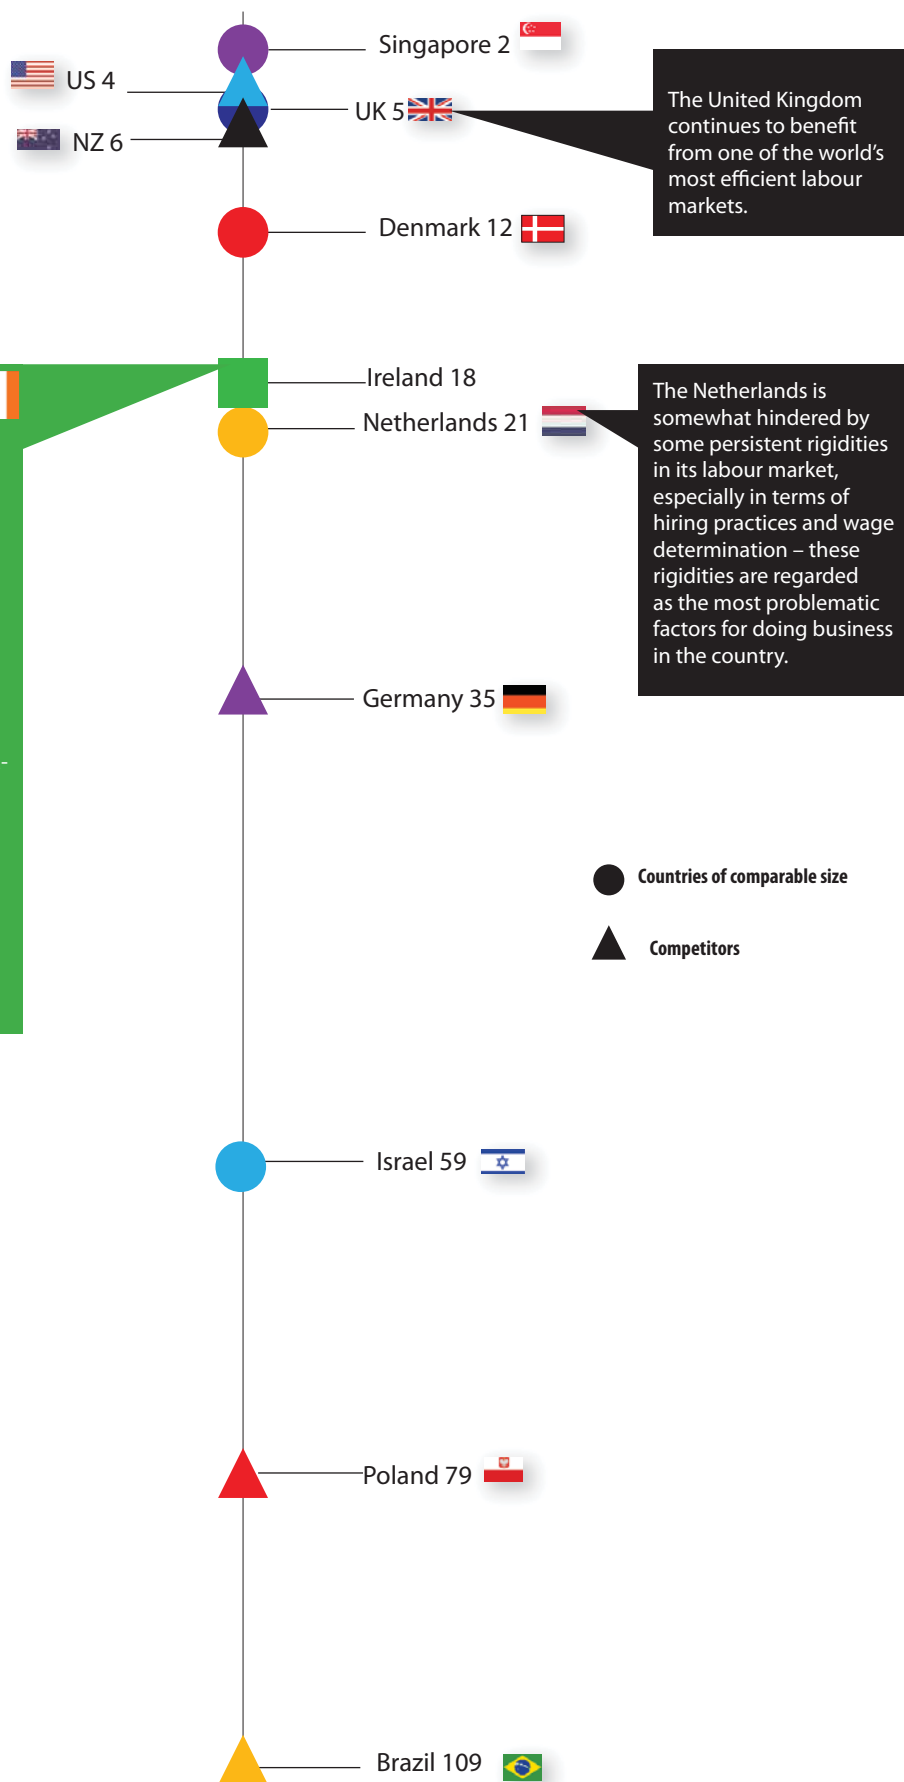 Singapore 2
US 4
UK 5
NZ 6
The United Kingdom
continues to benefit
from one of the world's
most efficient labour
markets.
Denmark 12
Ireland 18
Netherlands 21
The Netherlands is
somewhat hindered by
some persistent rigidities
in its labour market,
especially in terms of
hiring practices and wage
determination – these
rigidities are regarded
as the most problematic
factors for doing business
in the country.
Germany 35
-
Countries of comparable size
Competitors
Israel 59
Poland 79
Brazil 109